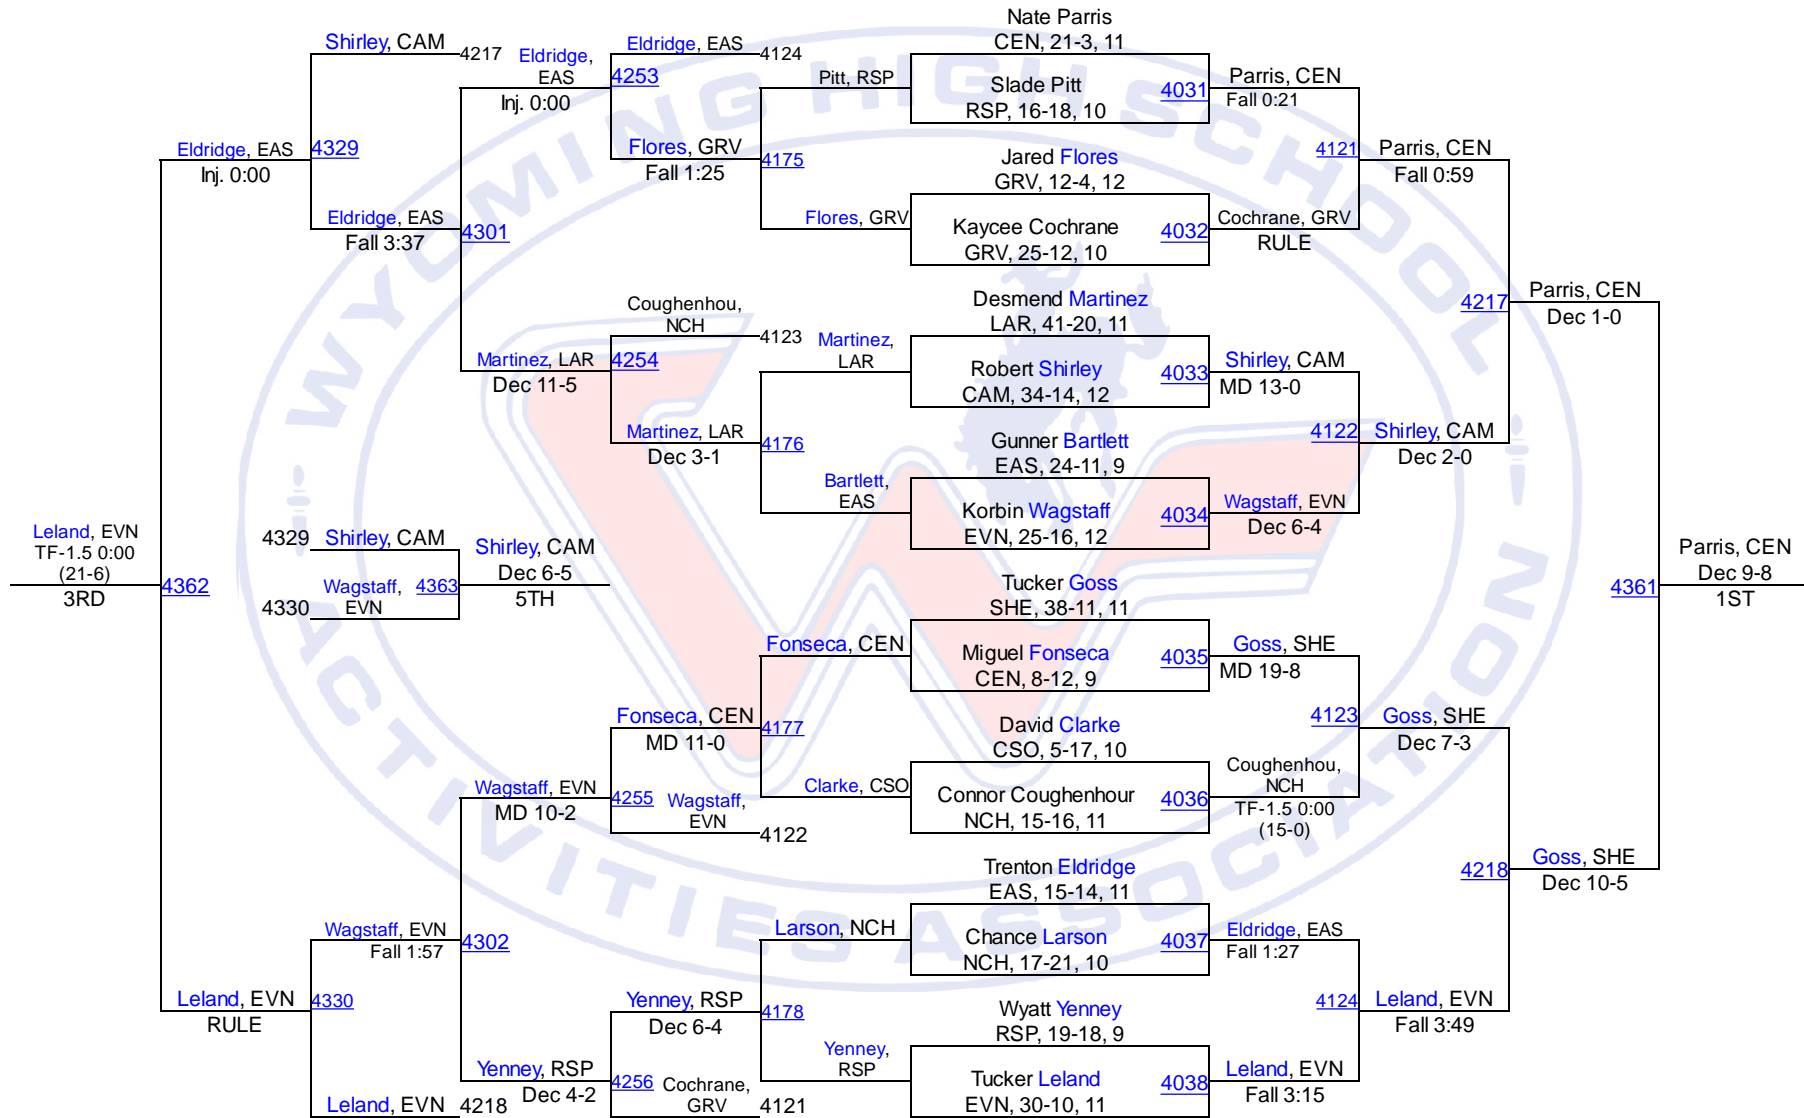 WYOMING HIGH SCHOOL
ACTIVITIES ASSOCIATION
Shirley, CAM
4217
Eldridge,
EAS
Inj. 0:00
Eldridge, EAS
4124
4253
Flores, GRV
Fall 1:25
Eldridge, EAS
Inj. 0:00
4329
Eldridge, EAS
Fall 3:37
4301
Coughenhou,
NCH
4123
Martinez, LAR
Dec 11-5
4254
Martinez, LAR
Dec 3-1
Pitt, RSP
4175
Flores, GRV
Martinez,
LAR
4176
Bartlett,
EAS
Nate Parris
CEN, 21-3, 11
Slade Pitt
RSP, 16-18, 10
4031
Parris, CEN
Fall 0:21
Jared Flores
GRV, 12-4, 12
Kaycee Cochrane
GRV, 25-12, 10
4032
Cochrane, GRV
RULE
4121
Parris, CEN
Fall 0:59
Desmend Martinez
LAR, 41-20, 11
Robert Shirley
CAM, 34-14, 12
4033
Shirley, CAM
MD 13-0
Gunner Bartlett
EAS, 24-11, 9
Korbin Wagstaff
EVN, 25-16, 12
4034
Wagstaff, EVN
Dec 6-4
4122
Shirley, CAM
Dec 2-0
4217
Parris, CEN
Dec 1-0
Leland, EVN
TF-1.5 0:00
(21-6)
3RD
4362
4329
Shirley, CAM
4330
Wagstaff,
EVN
4363
Shirley, CAM
Dec 6-5
5TH
4361
Parris, CEN
Dec 9-8
1ST
Tucker Goss
SHE, 38-11, 11
Miguel Fonseca
CEN, 8-12, 9
4035
Goss, SHE
MD 19-8
David Clarke
CSO, 5-17, 10
Connor Coughenhour
NCH, 15-16, 11
4036
Coughenhou,
NCH
TF-1.5 0:00
(15-0)
4123
Goss, SHE
Dec 7-3
Fonseca, CEN
4177
Clarke, CSO
Fonseca, CEN
MD 11-0
Wagstaff, EVN
MD 10-2
4255
Wagstaff,
EVN
4122
Trenton Eldridge
EAS, 15-14, 11
Chance Larson
NCH, 17-21, 10
4037
Eldridge, EAS
Fall 1:27
Wyatt Yenney
RSP, 19-18, 9
Tucker Leland
EVN, 30-10, 11
4038
Leland, EVN
Fall 3:15
4124
Leland, EVN
Fall 3:49
4218
Goss, SHE
Dec 10-5
Larson, NCH
4178
Yenney,
RSP
Yenney, RSP
Dec 6-4
Wagstaff, EVN
Fall 1:57
4302
Leland, EVN
RULE
4330
Yenney, RSP
Dec 4-2
4256
Cochrane,
GRV
4121
Leland, EVN
4218